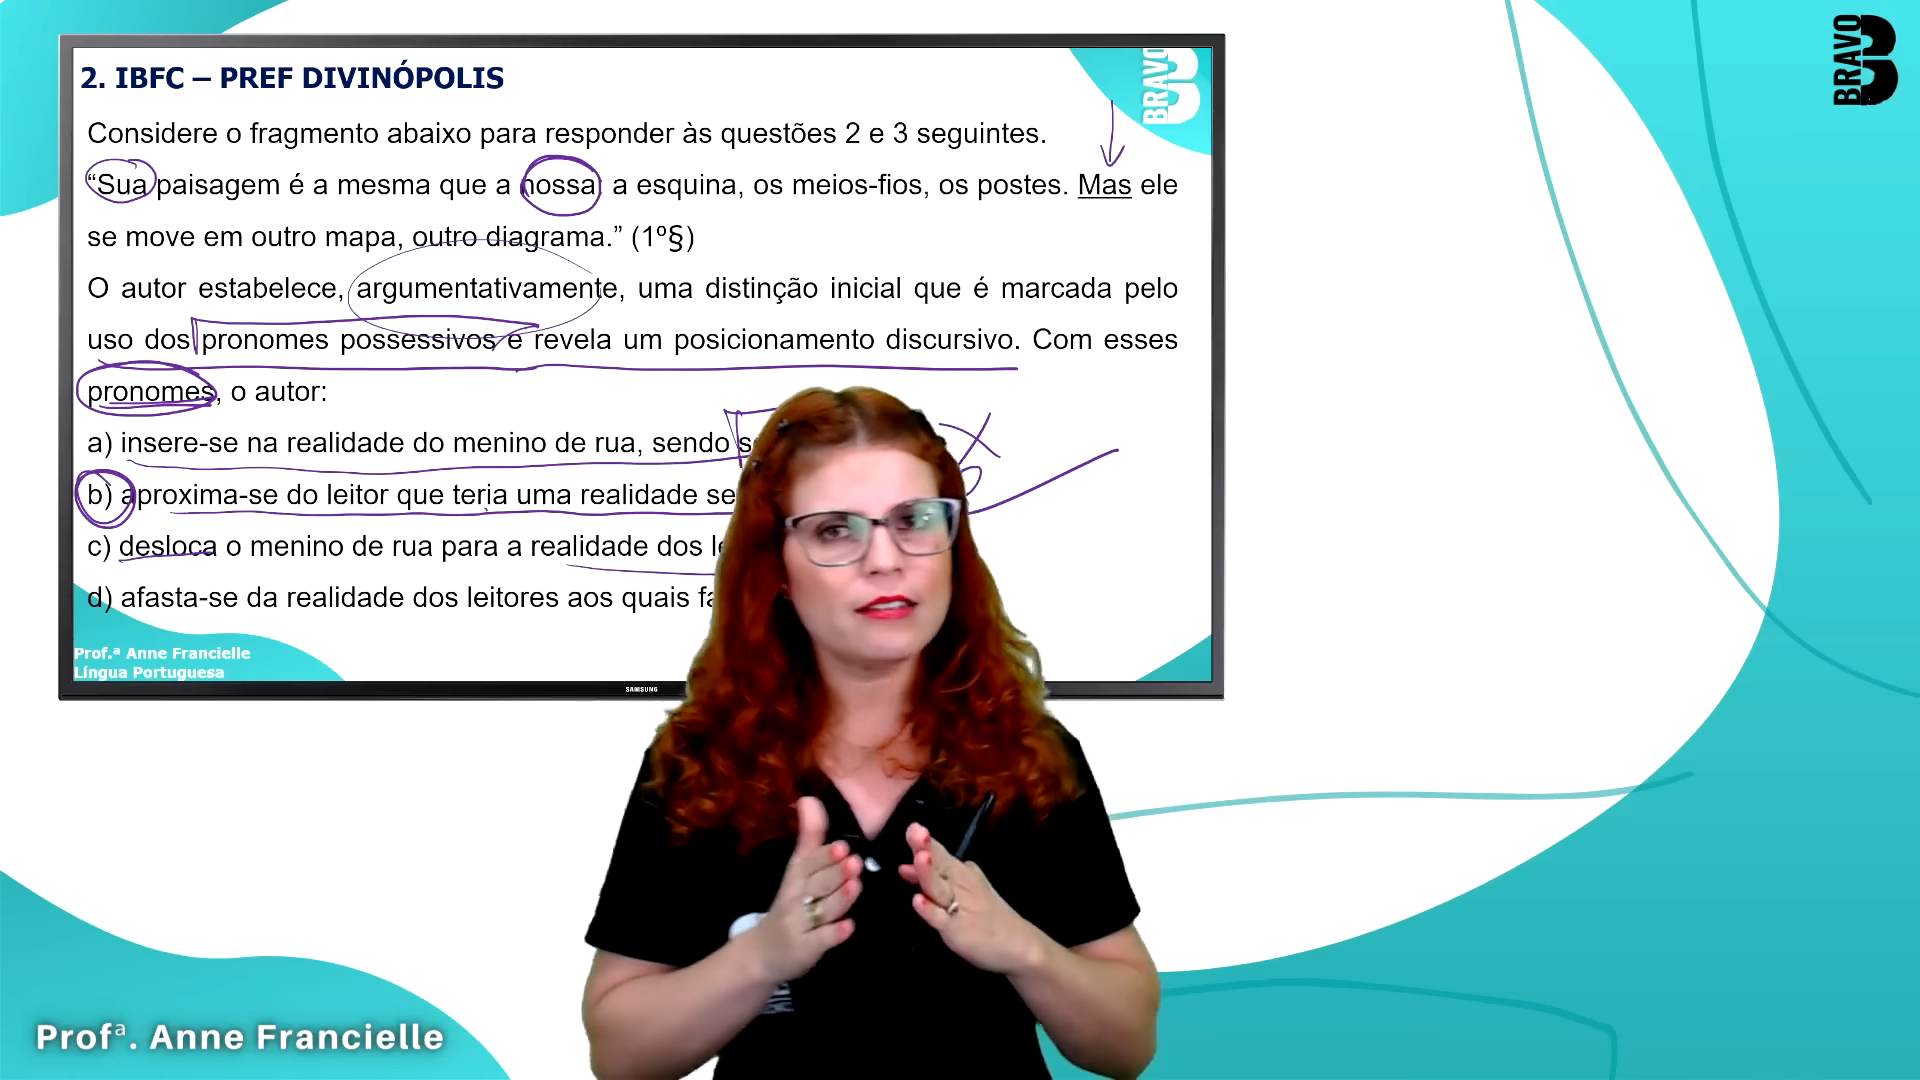 BRAVO B
2. IBFC – PREF DIVINÓPOLIS
BRAVO B
Considere o fragmento abaixo para responder às questões 2 e 3 seguintes.
“Sua paisagem é a mesma que a nossa: a esquina, os meios-fios, os postes. Mas ele
se move em outro mapa, outro diagrama.” (1º§)
O autor estabelece, argumentativamente, uma distinção inicial que é marcada pelo
uso dos pronomes possessivos e revela um posicionamento discursivo. Com esses
pronomes, o autor:
a) insere-se na realidade do menino de rua, sendo
b) aproxima-se do leitor que teria uma realidade
c) desloca o menino de rua para a realidade dos
d) afasta-se da realidade dos leitores aos quais
Prof.ª Anne Francielle
Língua Portuguesa
SAMSUNG
Profª. Anne Francielle